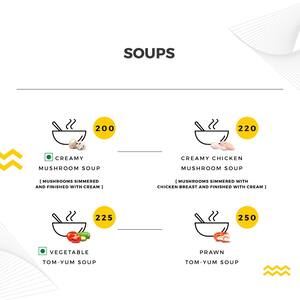 SOUPS
200
CREAMY
MUSHROOM SOUP
[ MUSHROOMS SIMMERED
AND FINISHED WITH CREAM ]
220
CREAMY CHICKEN
MUSHROOM SOUP
[ MUSHROOMS SIMMERED WITH
CHICKEN BREAST AND FINISHED WITH CREAM ]
225
VEGETABLE
TOM-YUM SOUP
250
PRAWN
TOM-YUM SOUP